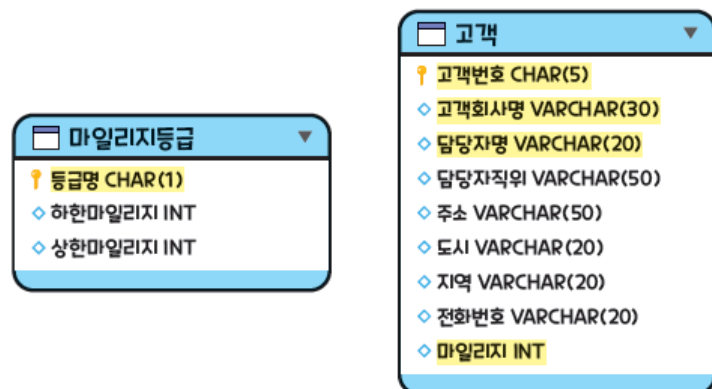 마일리지등급
등급명 CHAR(1)
하한마일리지 INT
상한마일리지 INT
고객
고객번호 CHAR(5)
고객회사명 VARCHAR(30)
담당자명 VARCHAR(20)
담당자직위 VARCHAR(50)
주소 VARCHAR(50)
도시 VARCHAR(20)
지역 VARCHAR(20)
전화번호 VARCHAR(20)
마일리지 INT